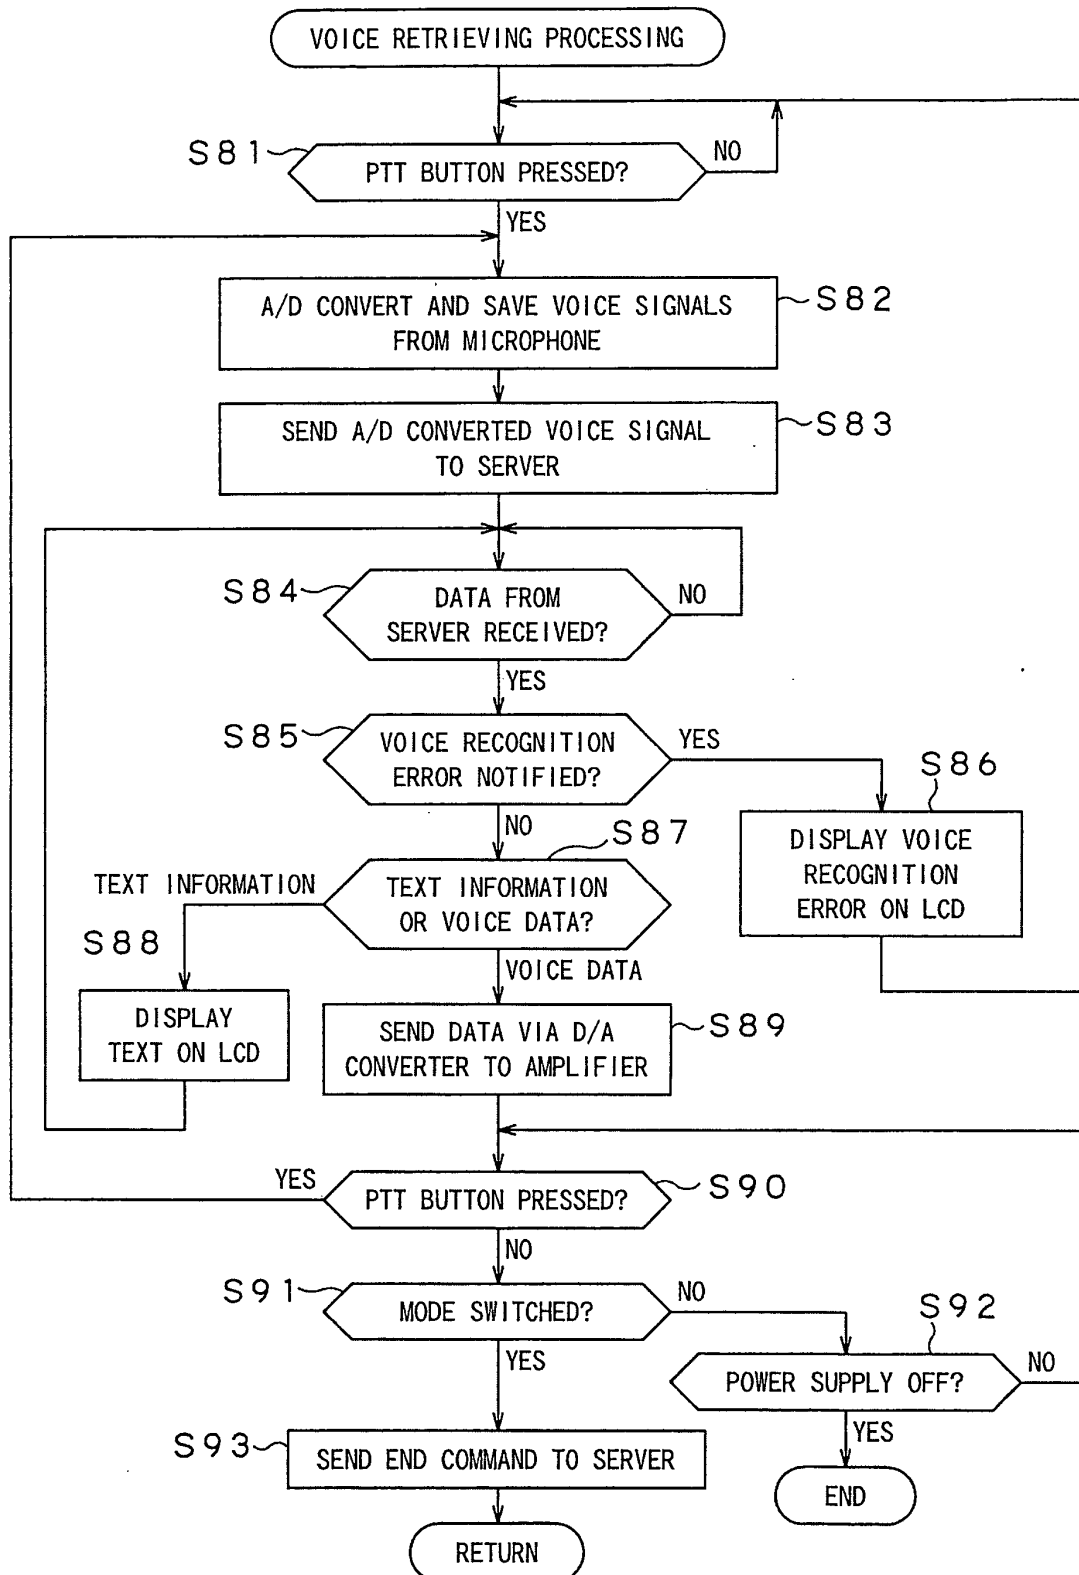 VOICE RETRIEVING PROCESSING
S81
PTT BUTTON PRESSED?
NO
YES
A/D CONVERT AND SAVE VOICE SIGNALS
FROM MICROPHONE
S82
SEND A/D CONVERTED VOICE SIGNAL
TO SERVER
S83
S84
DATA FROM
SERVER RECEIVED?
NO
YES
S85
VOICE RECOGNITION
ERROR NOTIFIED?
YES
S86
NO
S87
DISPLAY VOICE
RECOGNITION
ERROR ON LCD
TEXT INFORMATION
TEXT INFORMATION
OR VOICE DATA?
S88
VOICE DATA
DISPLAY
TEXT ON LCD
SEND DATA VIA D/A
CONVERTER TO AMPLIFIER
S89
YES
PTT BUTTON PRESSED?
S90
NO
S91
MODE SWITCHED?
NO
S92
YES
POWER SUPPLY OFF?
NO
YES
S93
SEND END COMMAND TO SERVER
END
RETURN